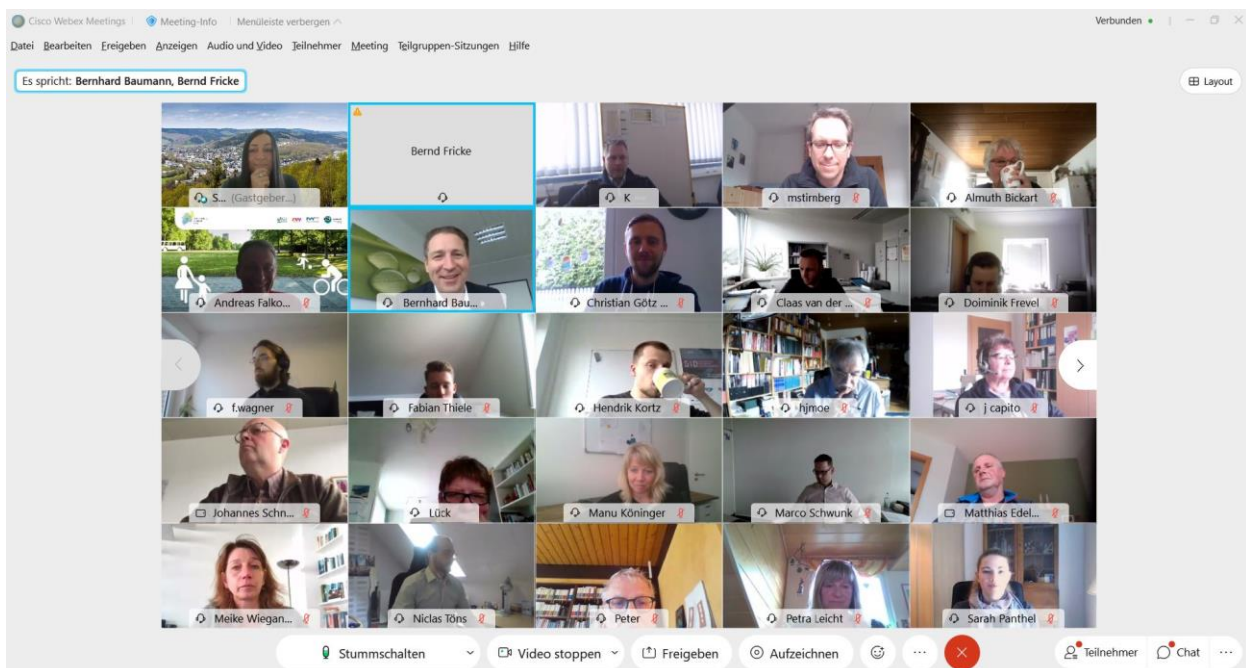 Cisco Webex Meetings Meeting-Info Menüleiste verbergen Verbunden
Datei Bearbeiten Freigeben Anzeigen Audio und Video Teilnehmer Meeting Teilgruppen-Sitzungen Hilfe
Es spricht: Bernhard Baumann, Bernd Fricke
Layout
Bernd Fricke
S... (Gastgeber...)
K
mstirnberg
Almuth Bickart
Andreas Falko...
Bernhard Bau...
Christian Götz ...
Claas van der ...
Doiminik Frevel
f.wagner
Fabian Thiele
Hendrik Kortz
hjmoe
j capito
Johannes Schn...
Lück
Manu Köninger
Marco Schwunk
Matthias Edel...
Meike Wiegan...
Niclas Töns
Peter
Petra Leicht
Sarah Panthel
Stummschalten Video stoppen Freigeben Aufzeichnen ... Teilnehmer Chat ...